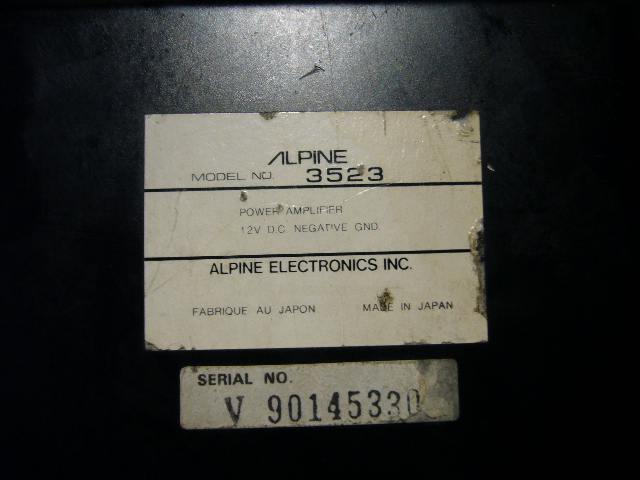 ALPINE
MODEL NO. 3523
POWER AMPLIFIER
12V D.C. NEGATIVE GND.
ALPINE ELECTRONICS INC.
FABRIQUE AU JAPON MADE IN JAPAN
SERIAL NO.
V 90145330